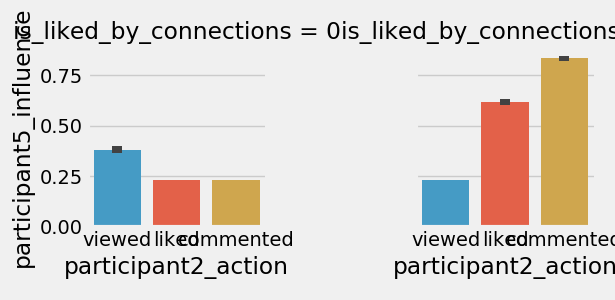 is_liked_by_connections = 0
is_liked_by_connections
participant5_influence
0.75
0.50
0.25
0.00
viewed liked commented
viewed liked commented
participant2_action
participant2_action